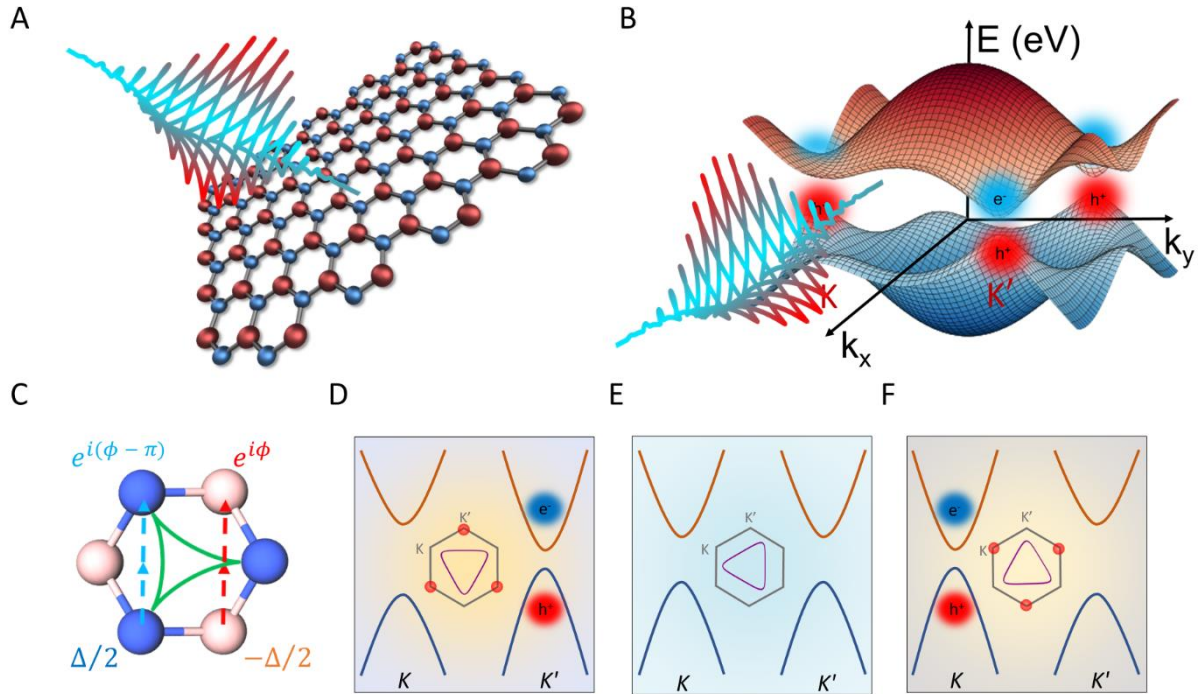 A
B
E (eV)
h⁺
e⁻
h⁺
h⁺
K
K′
k_y
k_x
C
D
E
F
e^{i(ϕ − π)}
e^{iϕ}
Δ/2
−Δ/2
K′
K
e⁻
h⁺
K
K′
K′
K
K
K′
K′
K
e⁻
h⁺
K
K′